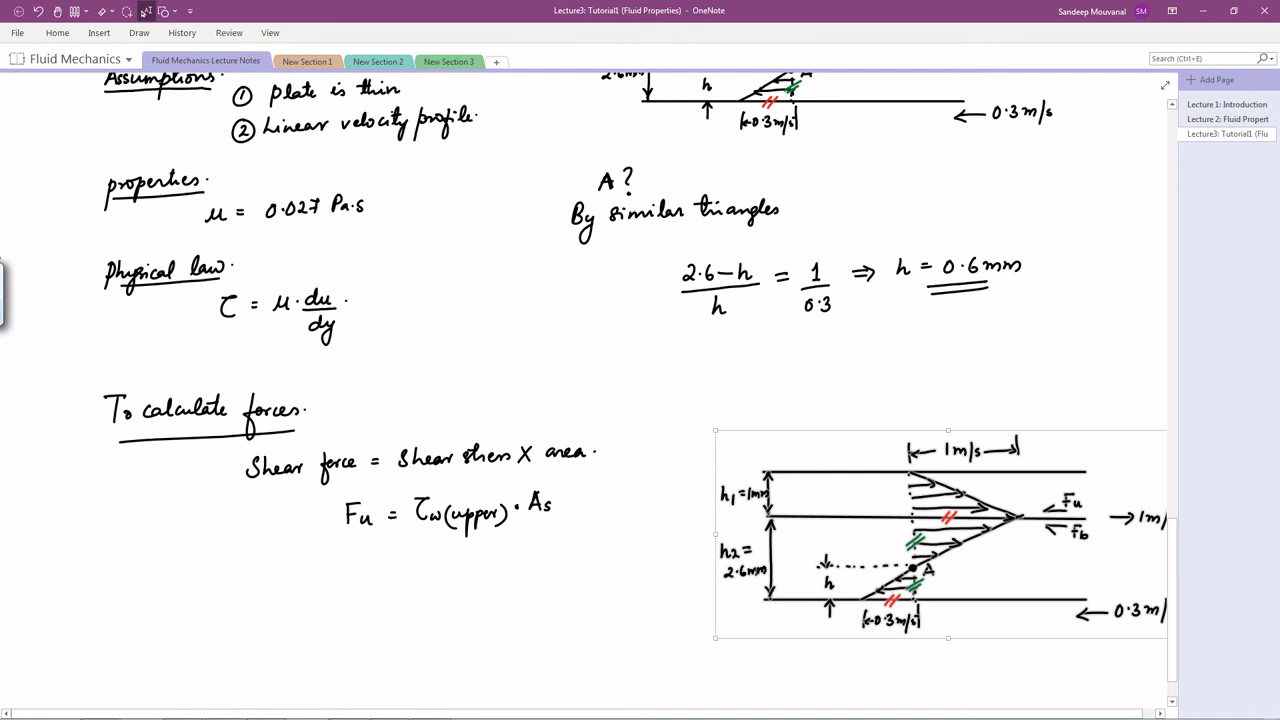 Lecture3: Tutorial1 (Fluid Properties) - OneNote
Sandeep Mouvanal SM
File Home Insert Draw History Review View
Fluid Mechanics
Fluid Mechanics Lecture Notes New Section 1 New Section 2 New Section 3 +
Search (Ctrl+E)
Add Page
Lecture 1: Introduction
Lecture 2: Fluid Propert
Lecture3: Tutorial1 (Flu
Assumptions.
① plate is thin
② Linear velocity profile.
2.6mm
h
A
0.3m/s
← 0.3 m/s
properties.
μ = 0.027 Pa.s
A?
By similar triangles
2.6-h / h = 1 / 0.3 ⇒ h = 0.6mm
Physical law.
τ = μ. du/dy .
To calculate forces.
Shear force = Shear stress X area.
Fu = τw(upper) . As
1m/s
h1=1mm
Fu
→1m/
Fb
h2= 2.6mm
A
h
0.3m/s
← 0.3m/